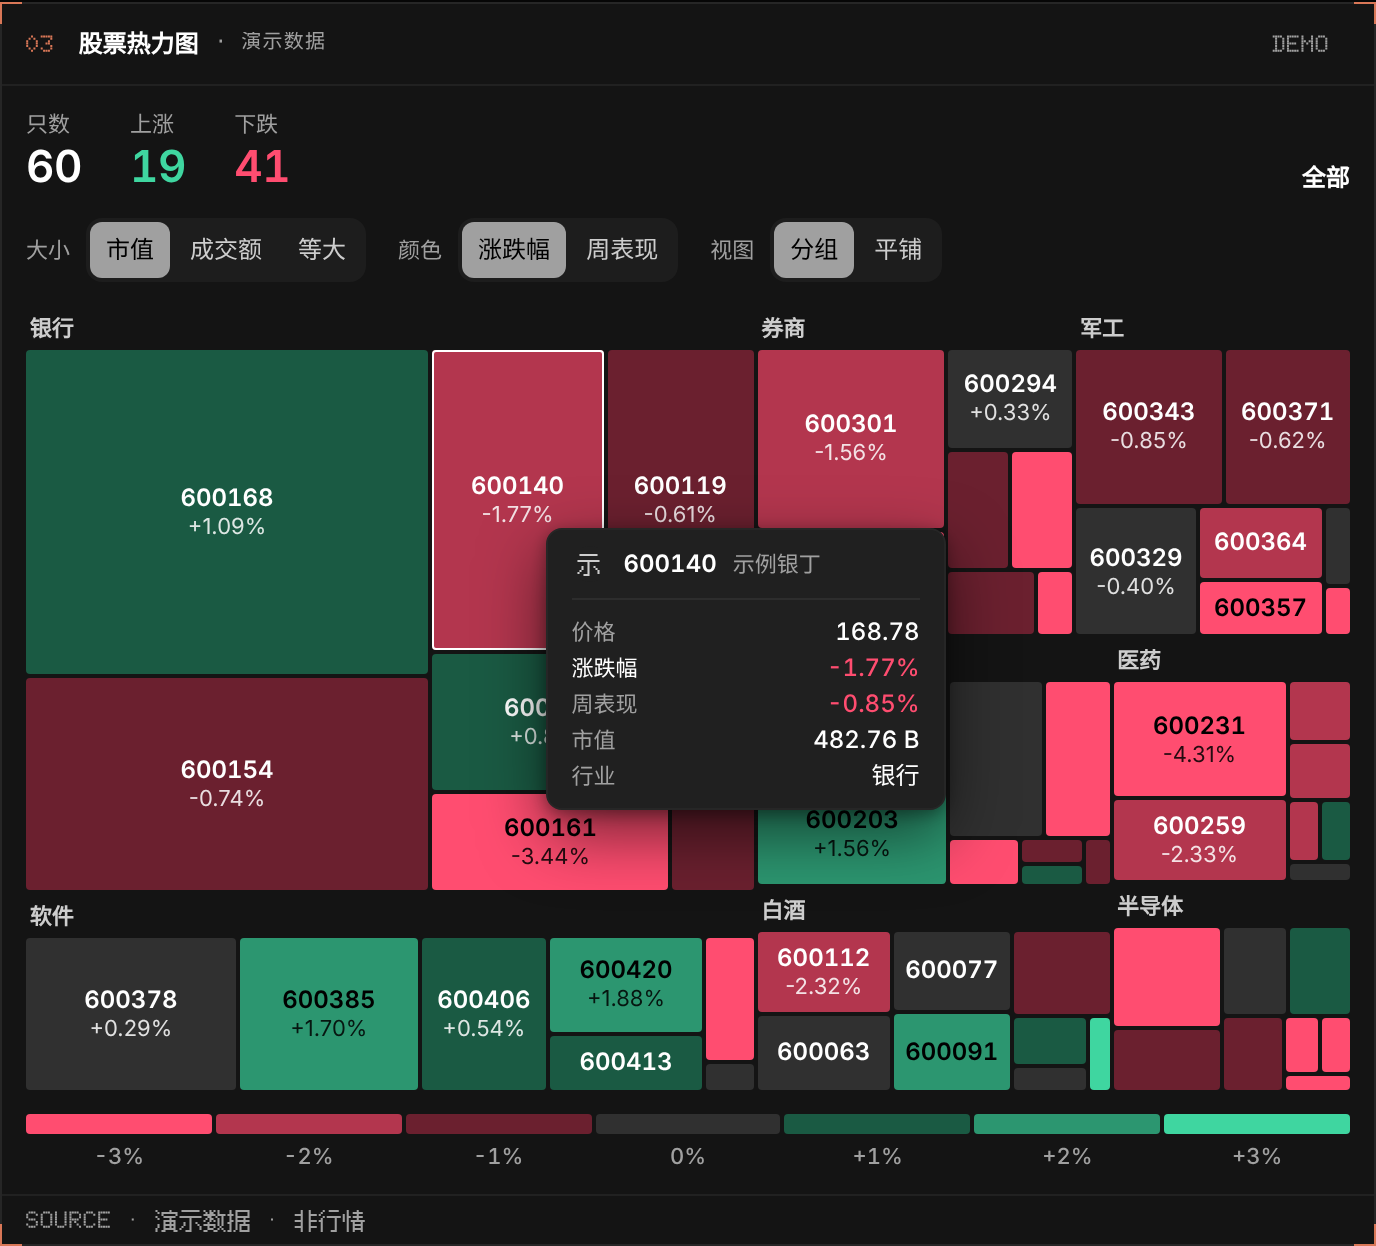 03 股票热力图 · 演示数据 DEMO
只数 上涨 下跌
60 19 41
全部
大小 市值 成交额 等大 颜色 涨跌幅 周表现 视图 分组 平铺
银行
600168
+1.09%
600140
-1.77%
600119
-0.61%
600154
-0.74%
600161
-3.44%
券商
600301
-1.56%
600294
+0.33%
军工
600343
-0.85%
600371
-0.62%
600329
-0.40%
600364
600357
示 600140 示例银丁
价格 168.78
涨跌幅 -1.77%
周表现 -0.85%
市值 482.76 B
行业 银行
600203
+1.56%
医药
600231
-4.31%
600259
-2.33%
软件
600378
+0.29%
600385
+1.70%
600406
+0.54%
600420
+1.88%
600413
白酒
600112
-2.32%
600077
600063
600091
半导体
-3% -2% -1% 0% +1% +2% +3%
SOURCE · 演示数据 · 非行情